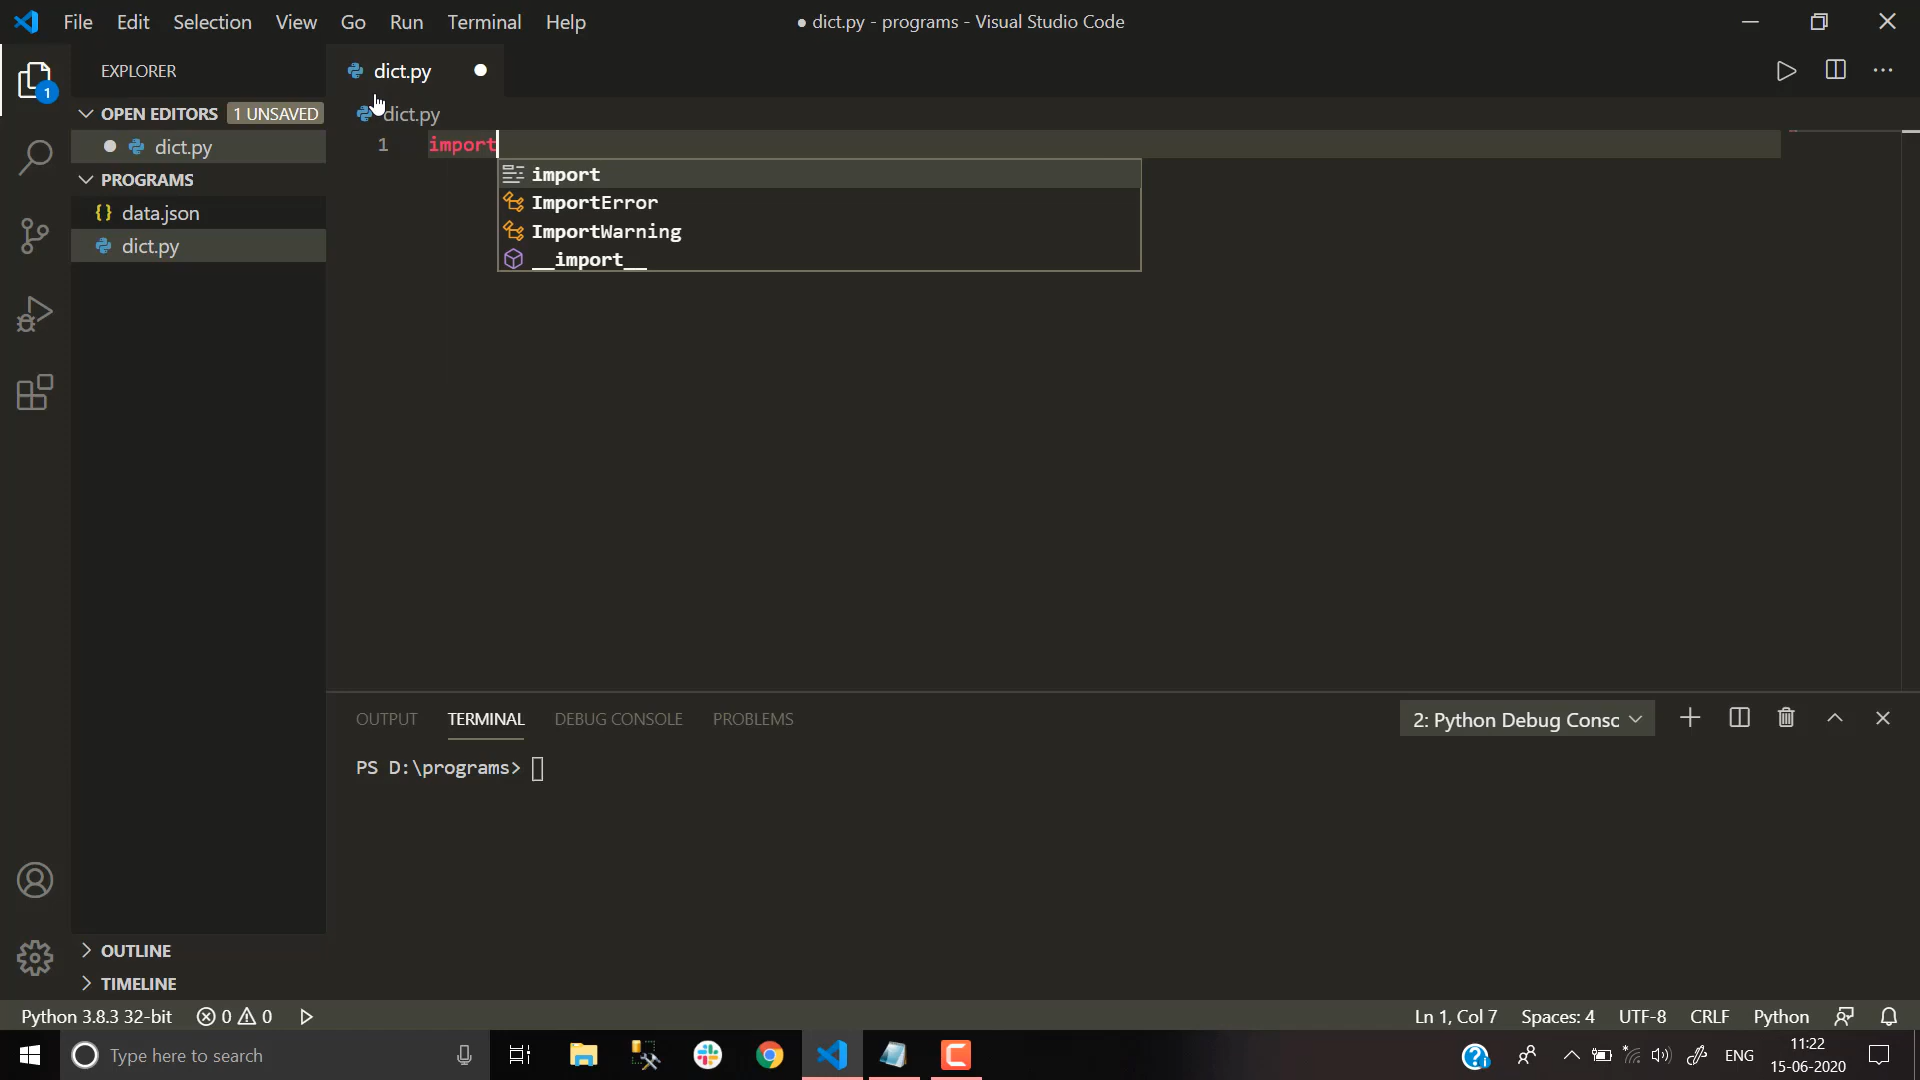 File Edit Selection View Go Run Terminal Help
● dict.py - programs - Visual Studio Code
EXPLORER
OPEN EDITORS 1 UNSAVED
dict.py
PROGRAMS
{} data.json
dict.py
OUTLINE
TIMELINE
1
dict.py
dict.py
1 import
import
ImportError
ImportWarning
__import__
OUTPUT TERMINAL DEBUG CONSOLE PROBLEMS
2: Python Debug Consc
PS D:\programs>
Python 3.8.3 32-bit 0 0
Ln 1, Col 7 Spaces: 4 UTF-8 CRLF Python
Type here to search
ENG
11:22
15-06-2020